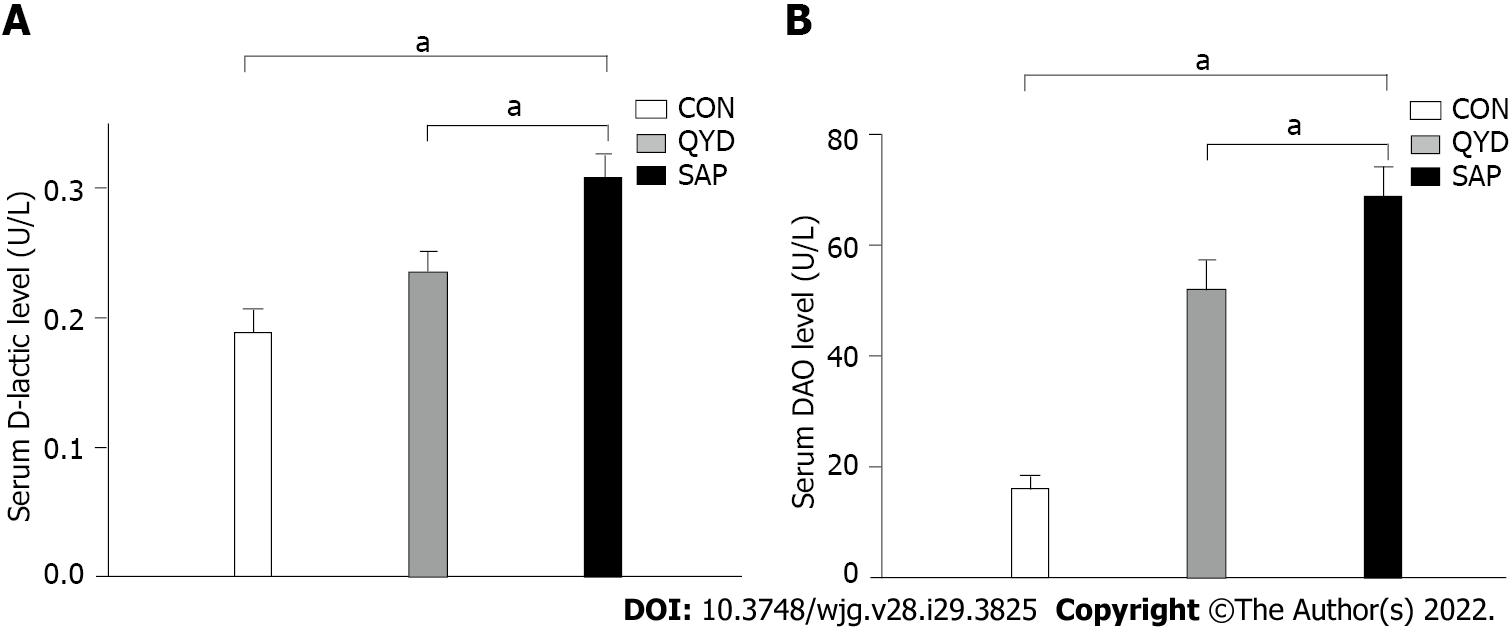 A
a
a
CON
QYD
SAP
0.3
0.2
0.1
0.0
Serum D-lactic level (U/L)
B
a
a
CON
QYD
SAP
80
60
40
20
0
Serum DAO level (U/L)
DOI: 10.3748/wjg.v28.i29.3825 Copyright ©The Author(s) 2022.